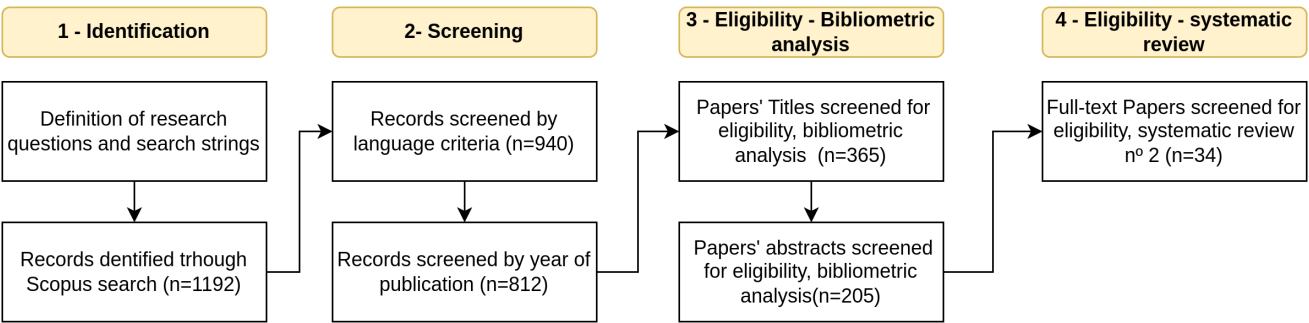 1 - Identification
Definition of research
questions and search strings
Records dentified trhough
Scopus search (n=1192)
2- Screening
Records screened by
language criteria (n=940)
Records screened by year of
publication (n=812)
3 - Eligibility - Bibliometric
analysis
Papers' Titles screened for
eligibility, bibliometric
analysis  (n=365)
Papers' abstracts screened
for eligibility, bibliometric
analysis(n=205)
4 - Eligibility - systematic
review
Full-text Papers screened for
eligibility, systematic review
nº 2 (n=34)